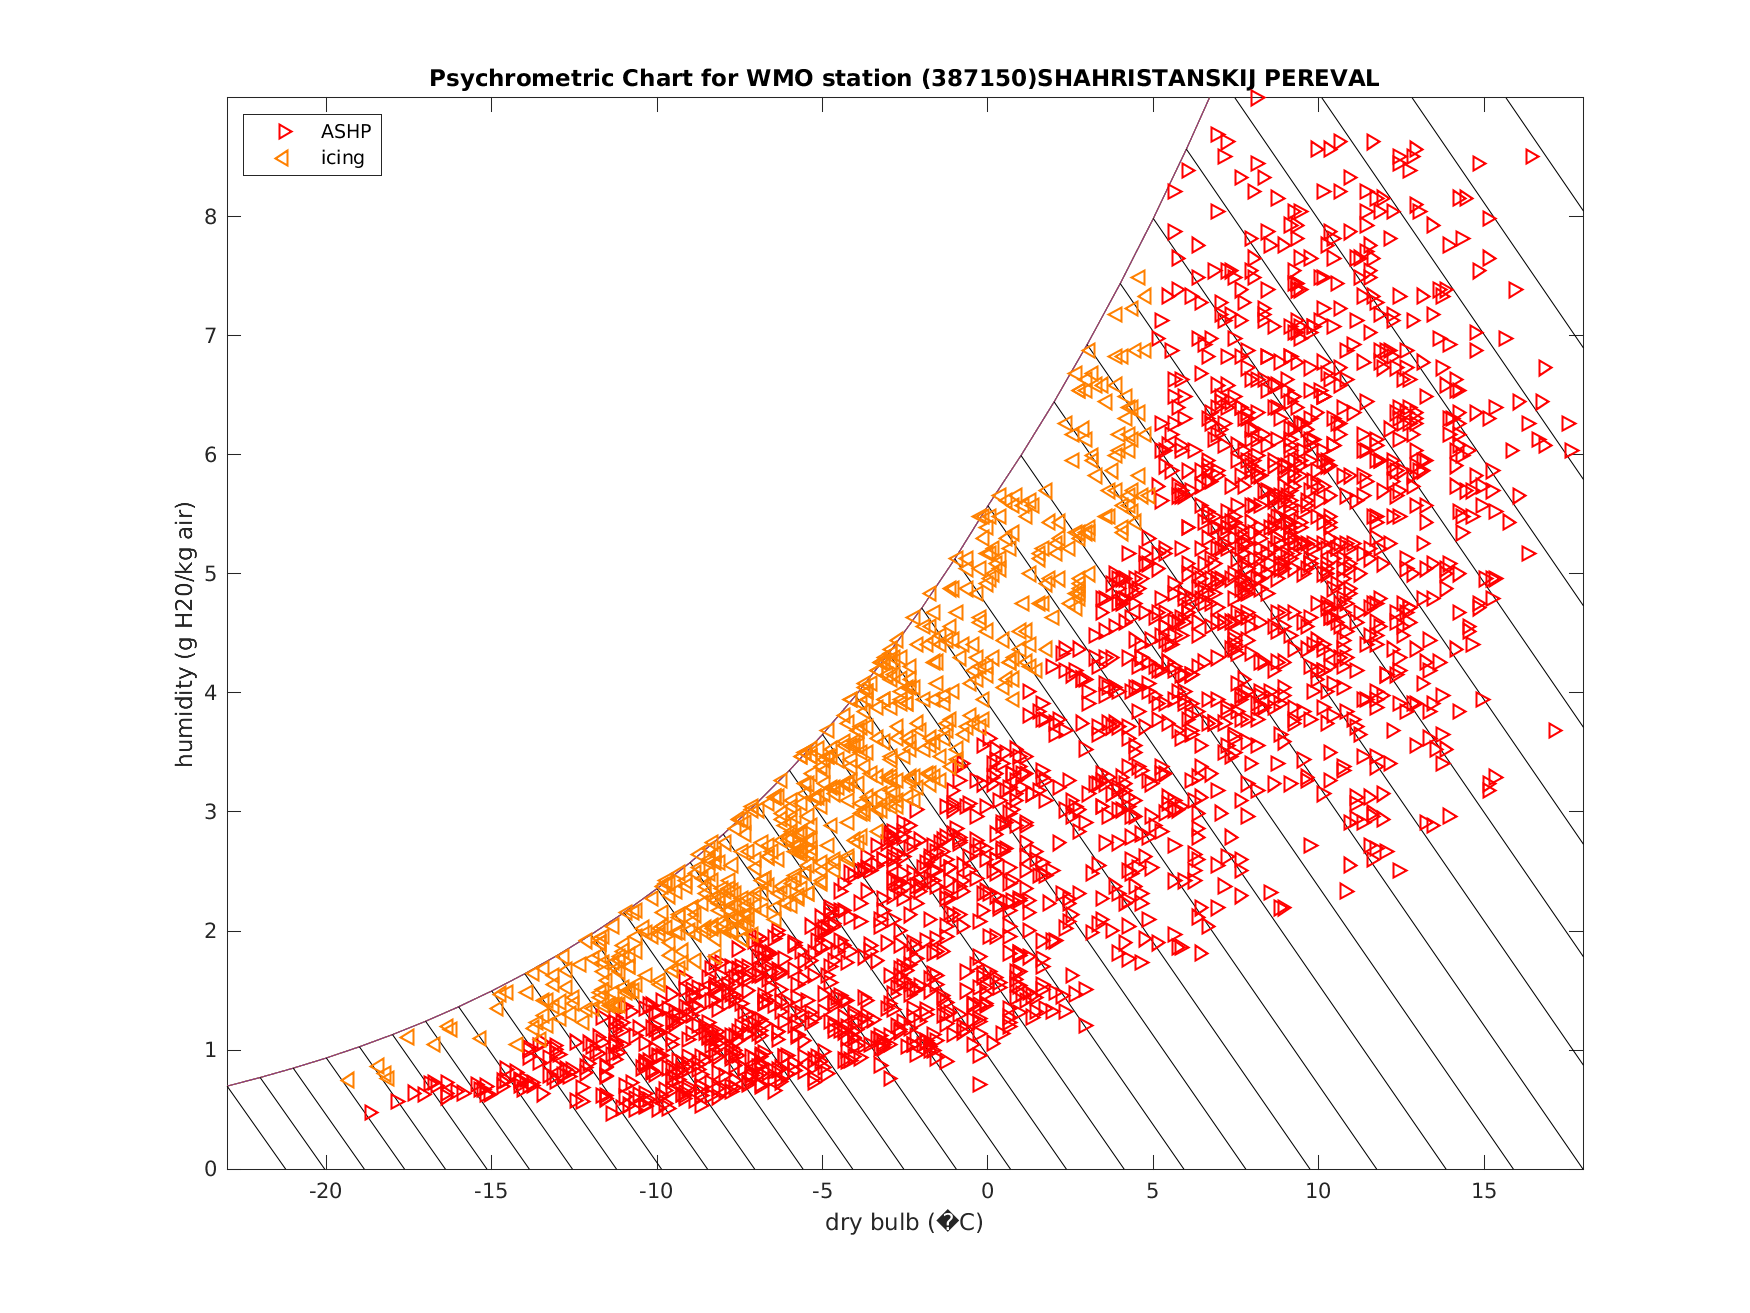 Psychrometric Chart for WMO station (387150)SHAHRISTANSKIJ PEREVAL
ASHP
icing
humidity (g H20/kg air)
8
7
6
5
4
3
2
1
0
-20 -15 -10 -5 0 5 10 15
dry bulb (�C)